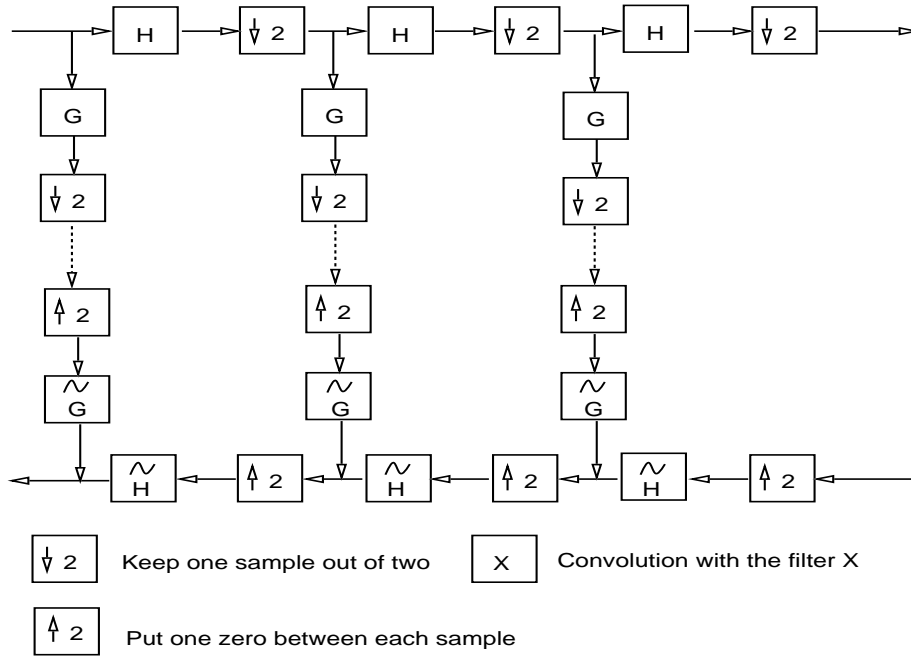 H ↓ 2 H ↓ 2 H ↓ 2
G G G
↓ 2 ↓ 2 ↓ 2
↑ 2 ↑ 2 ↑ 2
~ ~ ~
G G G
~ ~ ~
H ↑ 2 H ↑ 2 H ↑ 2
↓ 2 Keep one sample out of two X Convolution with the filter X
↑ 2 Put one zero between each sample